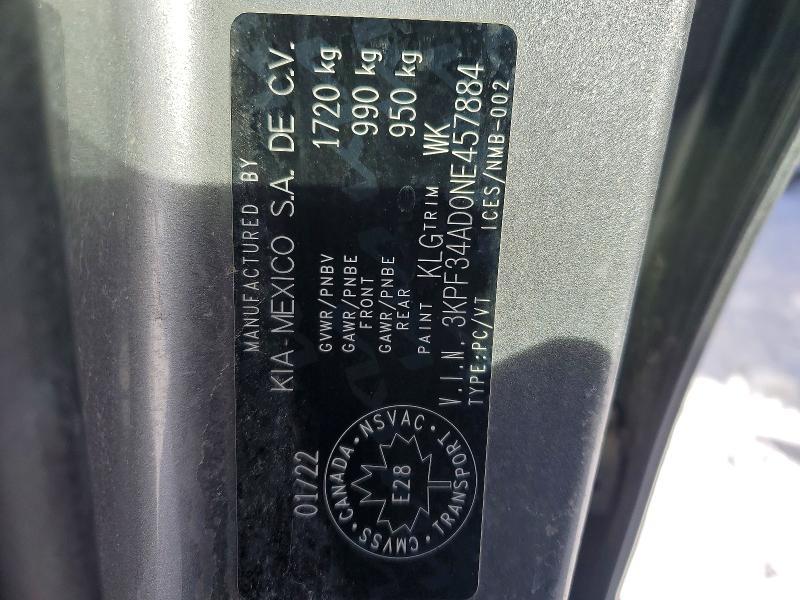 MANUFACTURED BY
KIA-MEXICO S.A. DE C.V.
01/22
GVWR/PNBV 1720 kg
GAWR/PNBE FRONT 990 kg
GAWR/PNBE REAR 950 kg
PAINT KLG TRIM WK
V.I.N. 3KPF34AD0NE457884
TYPE:PC/VT ICES/NMB-002
CANADA · NSVAC · TRANSPORT · CMVSS ·
E28